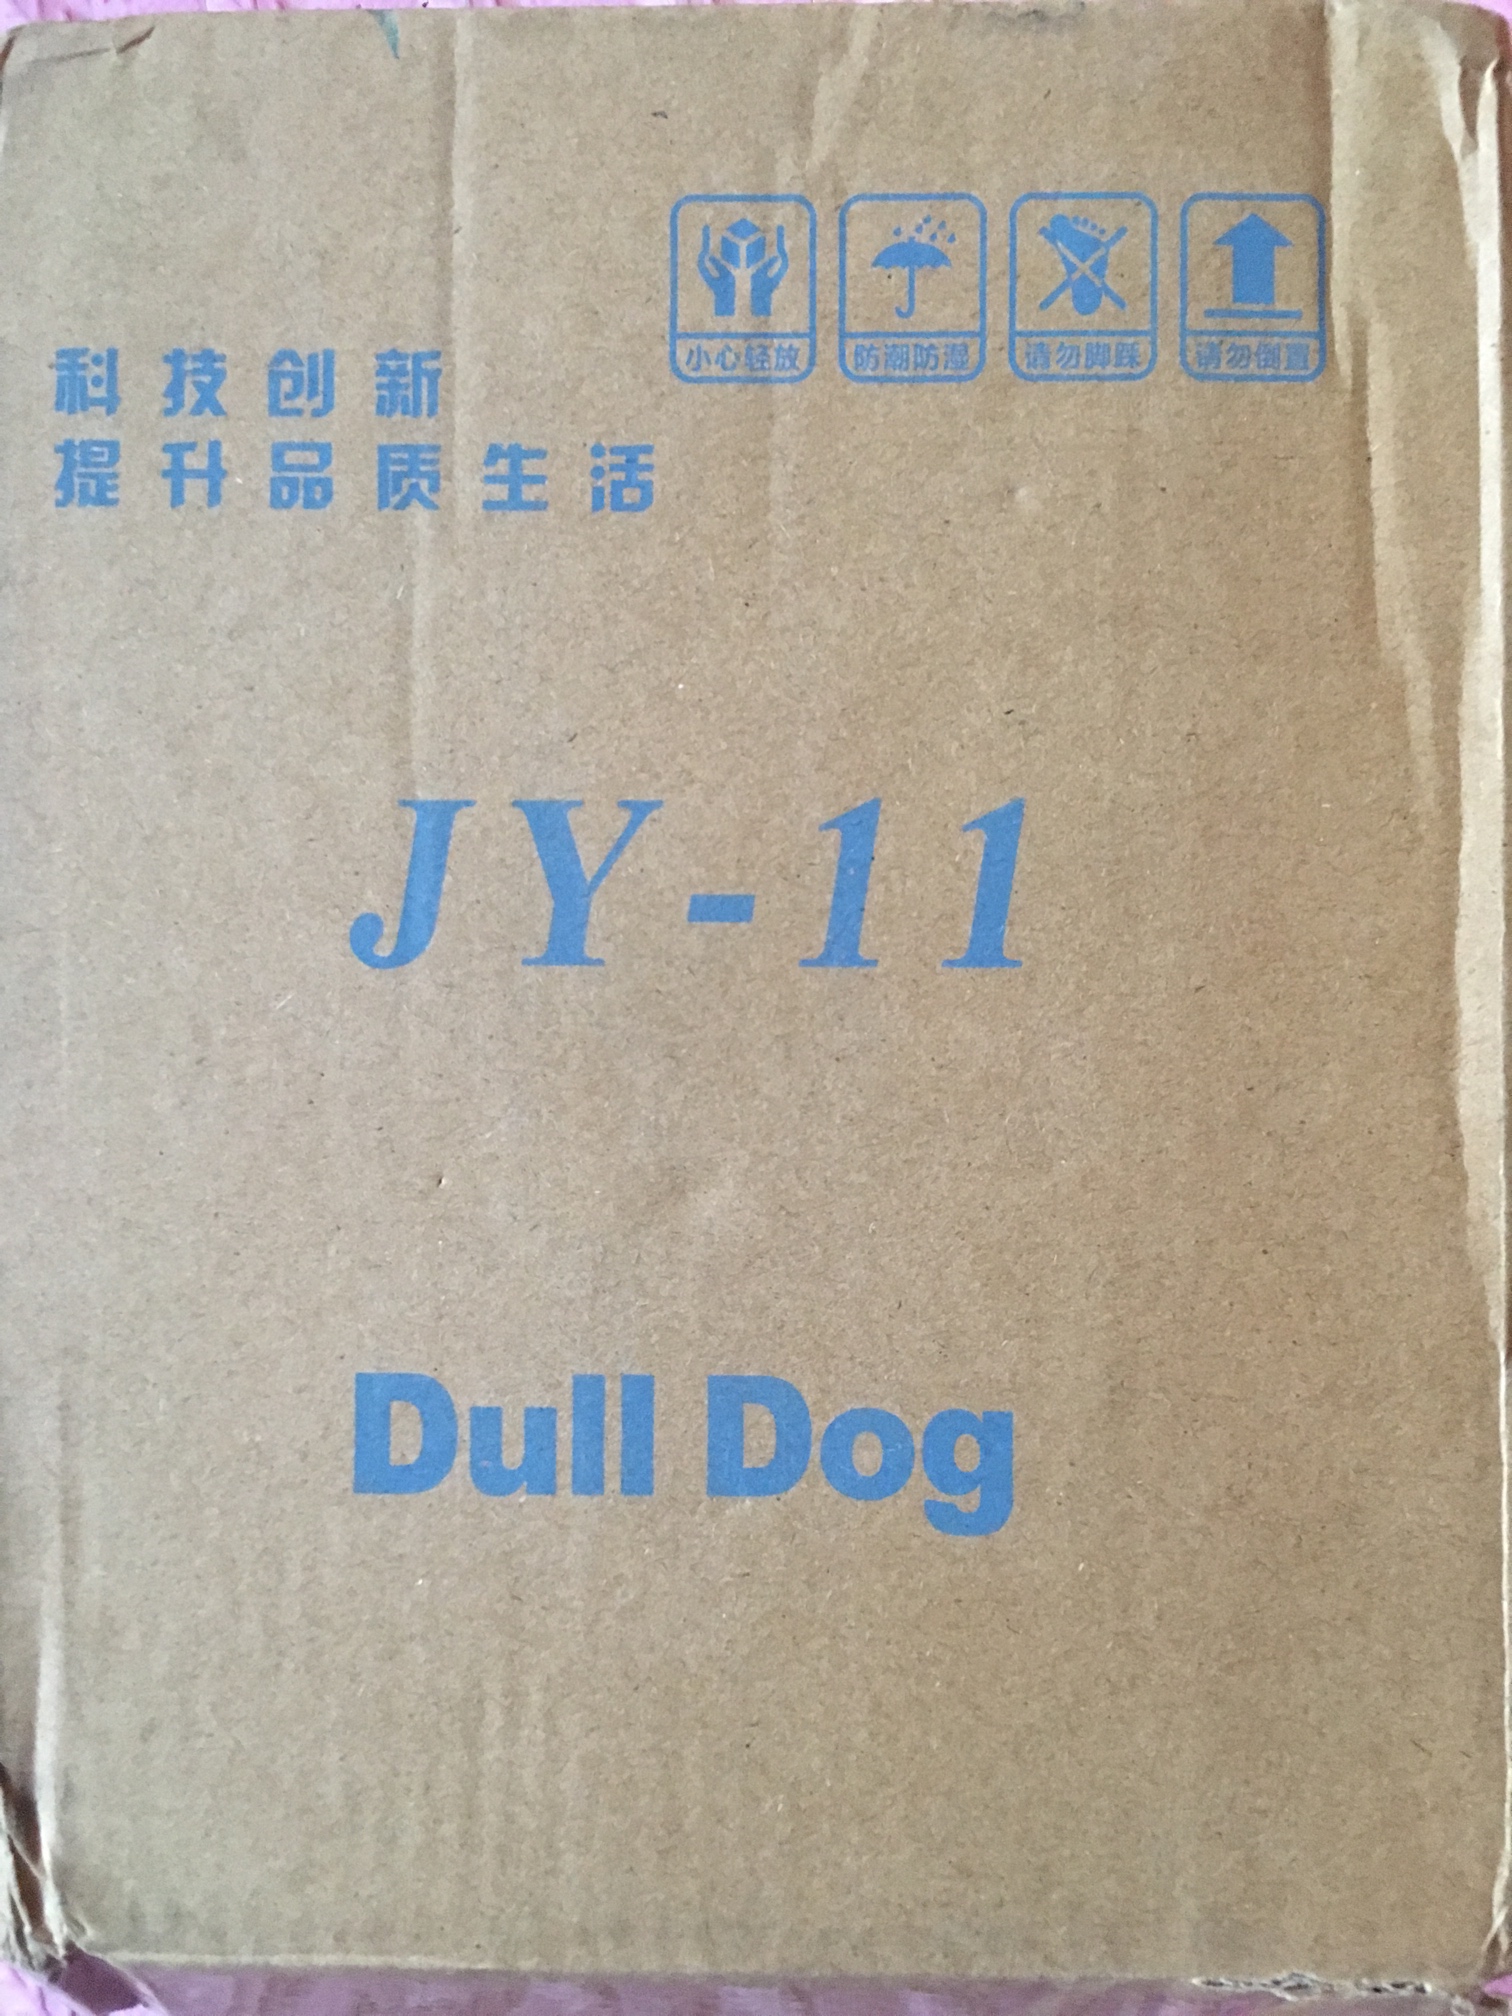 小心轻放
防潮防湿
请勿脚踩
请勿倒置
科技创新
提升品质生活
JY-11
Dull Dog